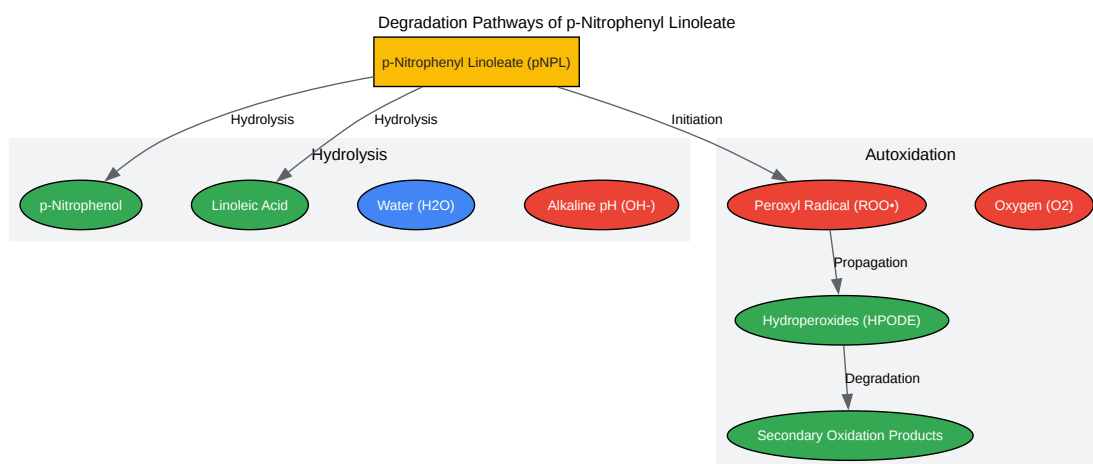 Degradation Pathways of p-Nitrophenyl Linoleate
p-Nitrophenyl Linoleate (pNPL)
Hydrolysis
Hydrolysis
Initiation
Hydrolysis
Autoxidation
p-Nitrophenol
Linoleic Acid
Water (H2O)
Alkaline pH (OH-)
Peroxyl Radical (ROO•)
Oxygen (O2)
Propagation
Hydroperoxides (HPODE)
Degradation
Secondary Oxidation Products